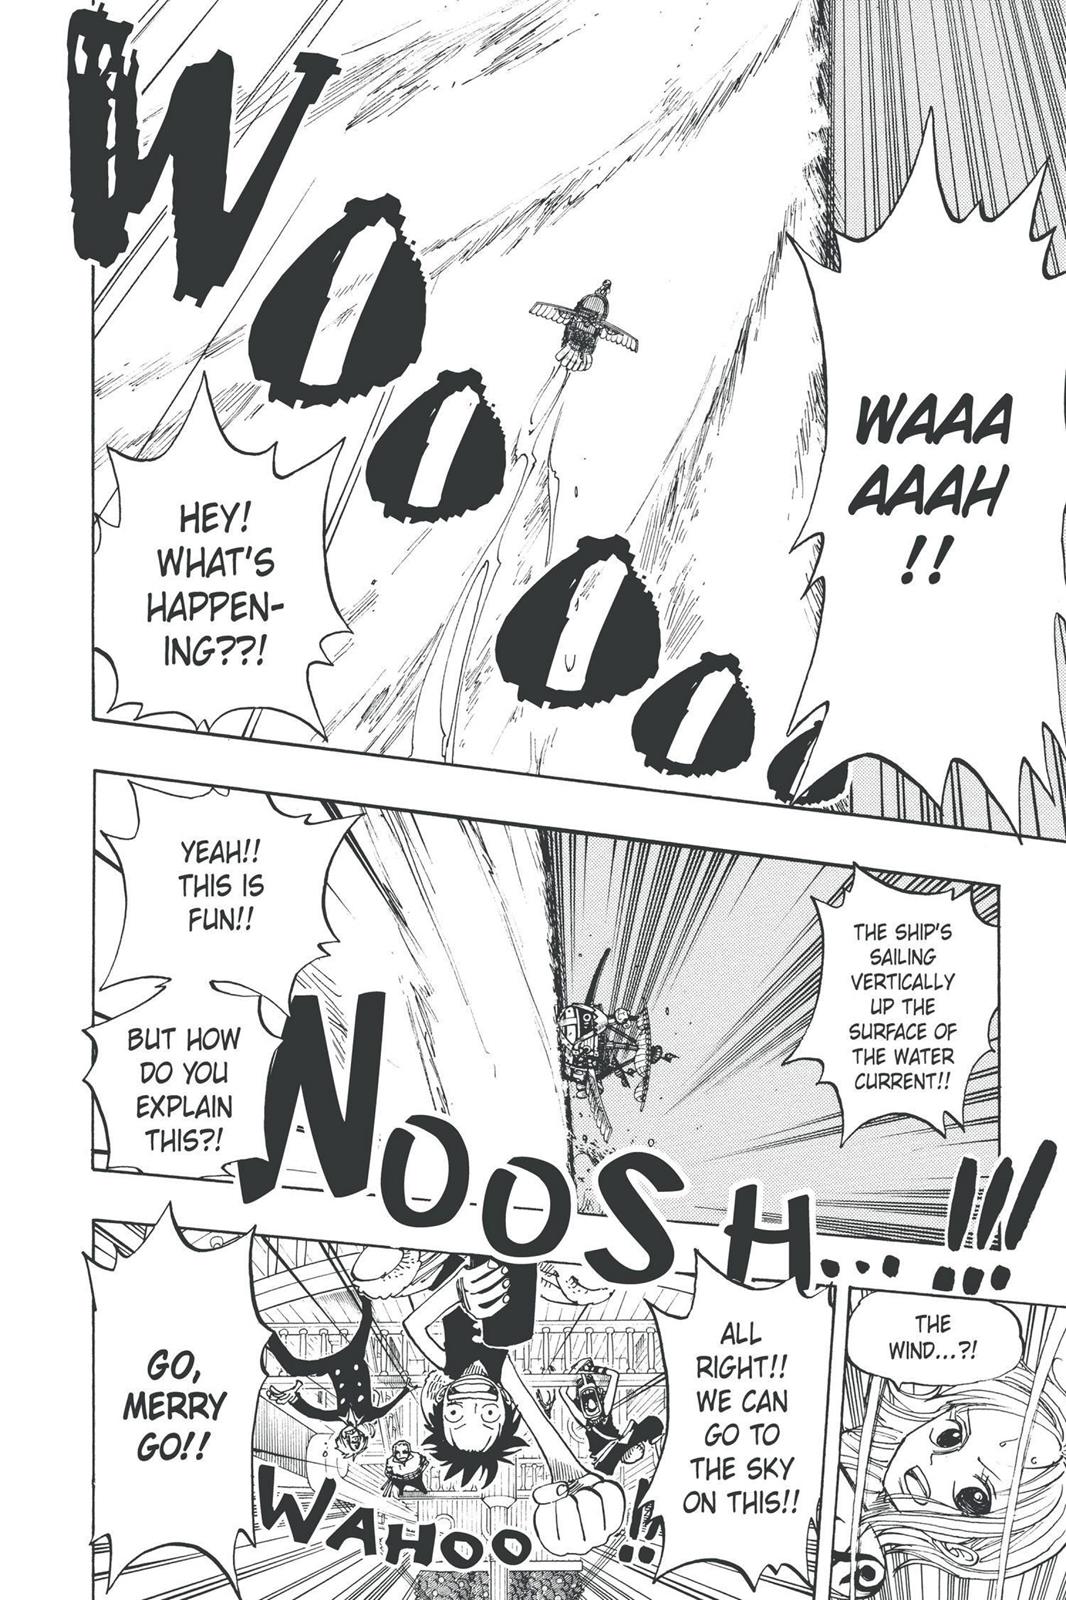 WAAA
AAAH
!!
WOOOOO
HEY!
WHAT'S
HAPPEN-
ING??!
THE SHIP'S
SAILING
VERTICALLY
UP THE
SURFACE OF
THE WATER
CURRENT!!
YEAH!!
THIS IS
FUN!!
BUT HOW
DO YOU
EXPLAIN
THIS?!
NOOSH...!!!
THE
WIND...?!
ALL
RIGHT!!
WE CAN
GO TO
THE SKY
ON THIS!!
WAHOO!!
GO,
MERRY
GO!!